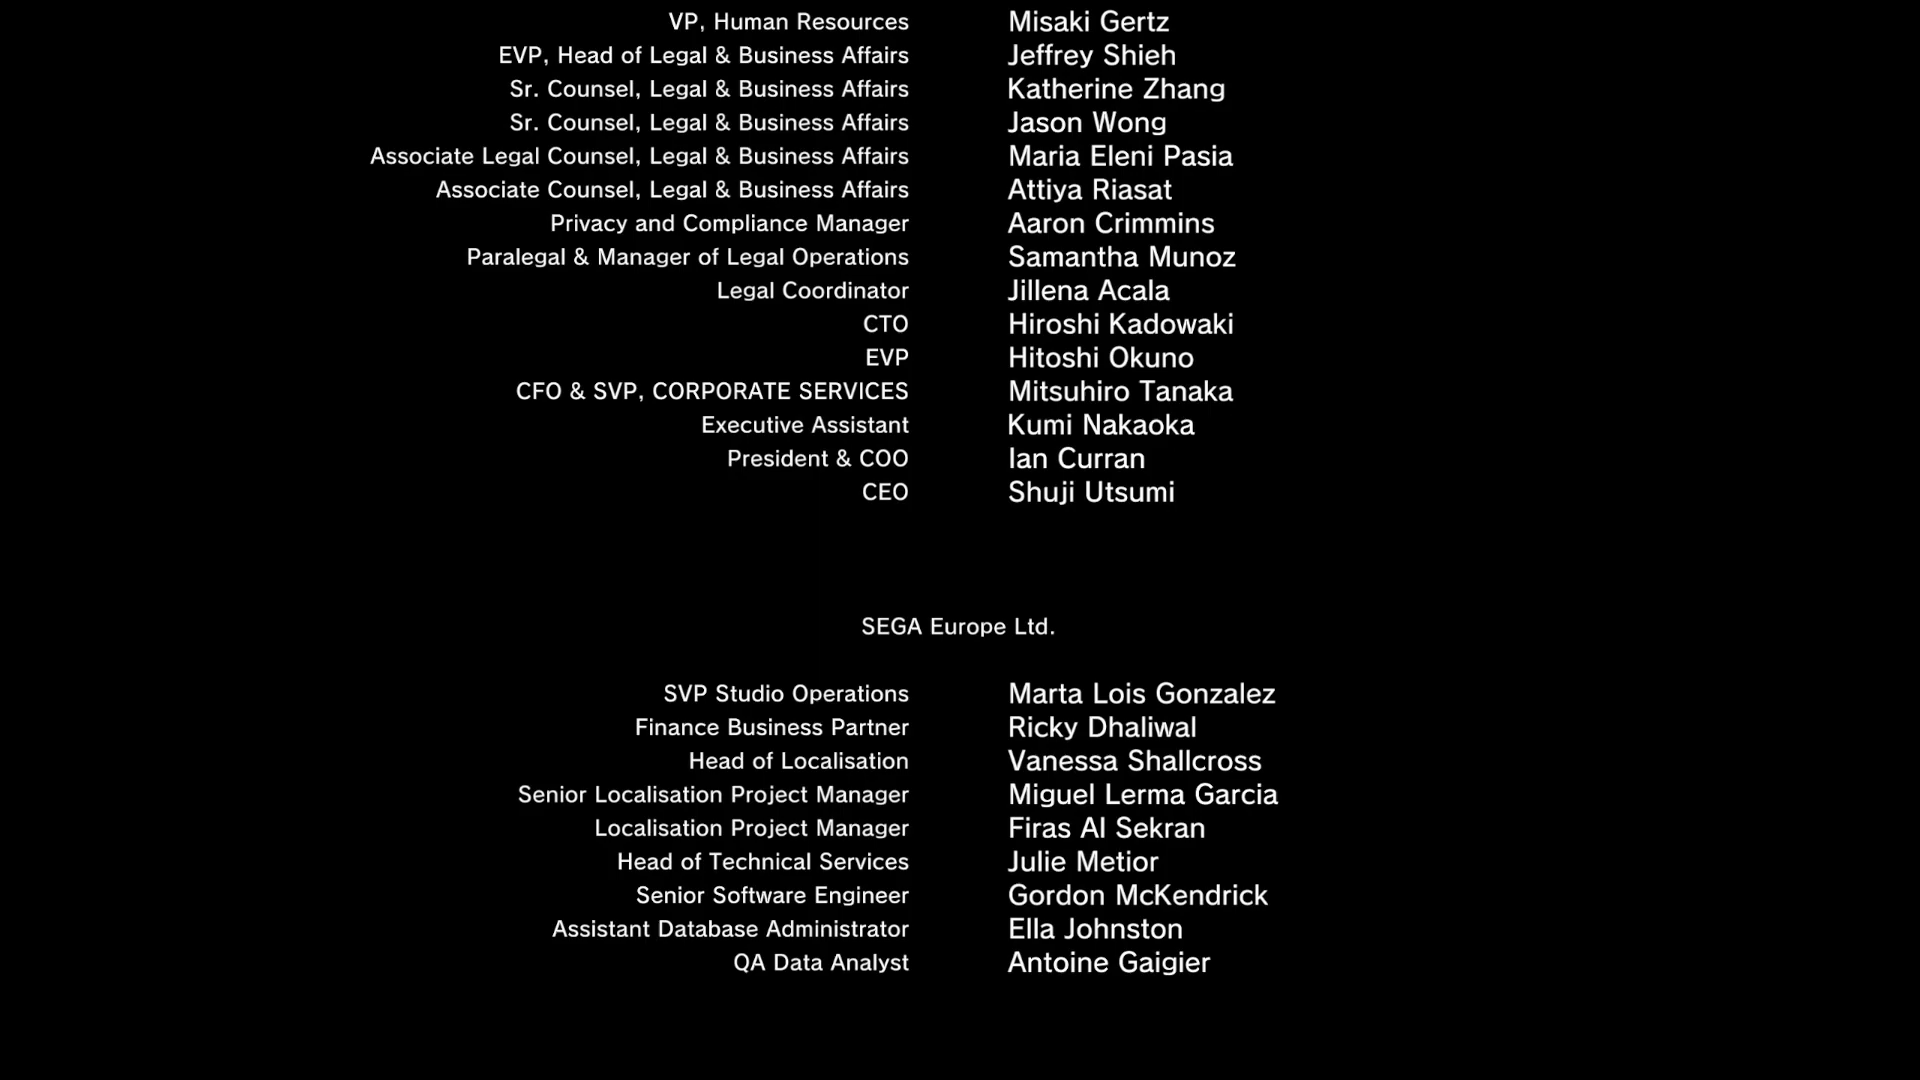 VP, Human Resources Misaki Gertz
EVP, Head of Legal & Business Affairs Jeffrey Shieh
Sr. Counsel, Legal & Business Affairs Katherine Zhang
Sr. Counsel, Legal & Business Affairs Jason Wong
Associate Legal Counsel, Legal & Business Affairs Maria Eleni Pasia
Associate Counsel, Legal & Business Affairs Attiya Riasat
Privacy and Compliance Manager Aaron Crimmins
Paralegal & Manager of Legal Operations Samantha Munoz
Legal Coordinator Jillena Acala
CTO Hiroshi Kadowaki
EVP Hitoshi Okuno
CFO & SVP, CORPORATE SERVICES Mitsuhiro Tanaka
Executive Assistant Kumi Nakaoka
President & COO Ian Curran
CEO Shuji Utsumi
SEGA Europe Ltd.
SVP Studio Operations Marta Lois Gonzalez
Finance Business Partner Ricky Dhaliwal
Head of Localisation Vanessa Shallcross
Senior Localisation Project Manager Miguel Lerma Garcia
Localisation Project Manager Firas Al Sekran
Head of Technical Services Julie Metior
Senior Software Engineer Gordon McKendrick
Assistant Database Administrator Ella Johnston
QA Data Analyst Antoine Gaigier